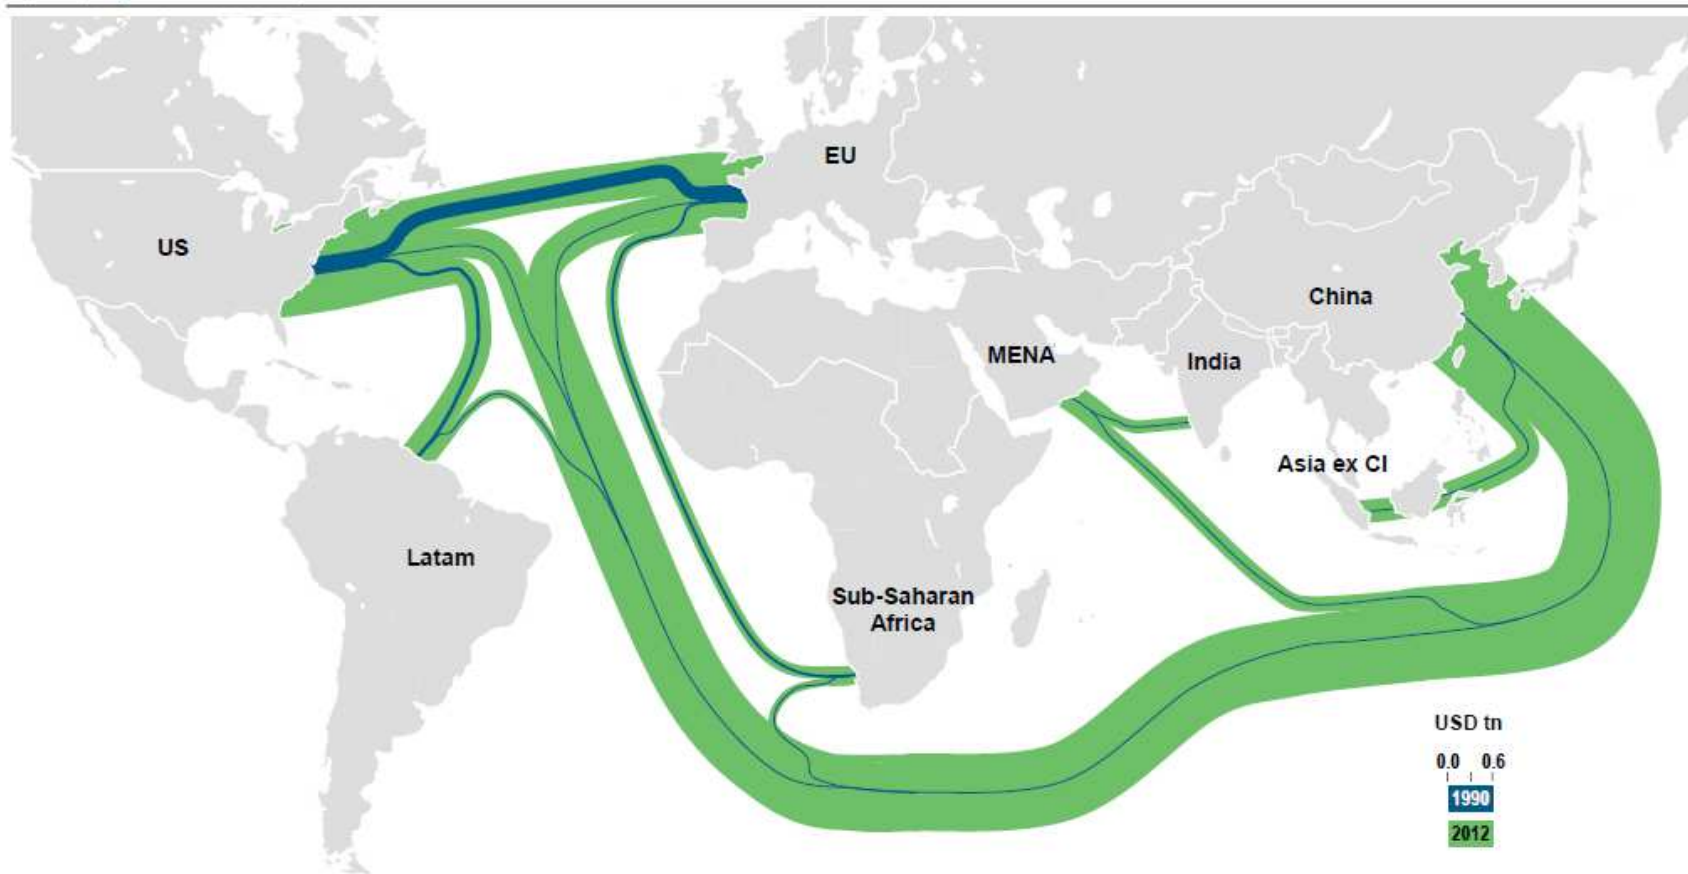 EU
US
China
MENA
India
Asia ex CI
Latam
Sub-Saharan
Africa
USD tn
0.0 0.6
1990
2012